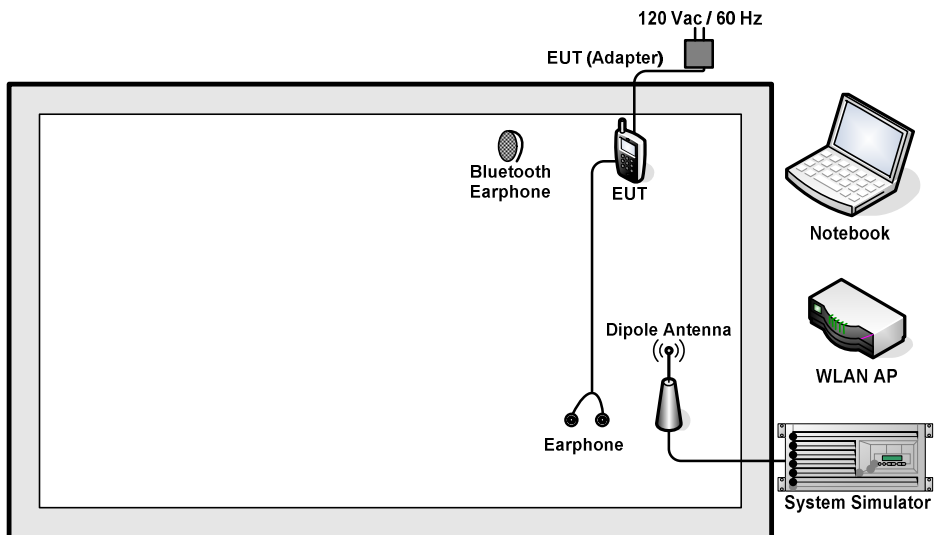 120 Vac / 60 Hz
EUT (Adapter)
Bluetooth
Earphone
EUT
Notebook
Dipole Antenna
WLAN AP
Earphone
System Simulator